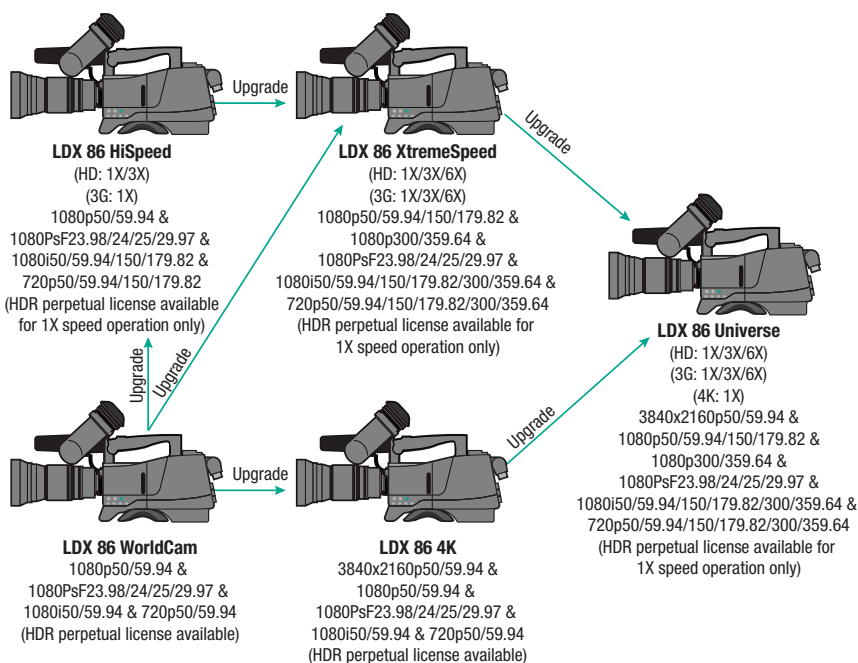 Upgrade
LDX 86 HiSpeed
(HD: 1X/3X)
(3G: 1X)
1080p50/59.94 &
1080PsF23.98/24/25/29.97 &
1080i50/59.94/150/179.82 &
720p50/59.94/150/179.82
(HDR perpetual license available
for 1X speed operation only)
LDX 86 XtremeSpeed
(HD: 1X/3X/6X)
(3G: 1X/3X/6X)
1080p50/59.94/150/179.82 &
1080p300/359.64 &
1080PsF23.98/24/25/29.97 &
1080i50/59.94/150/179.82/300/359.64 &
720p50/59.94/150/179.82/300/359.64
(HDR perpetual license available for
1X speed operation only)
Upgrade
LDX 86 Universe
(HD: 1X/3X/6X)
(3G: 1X/3X/6X)
(4K: 1X)
3840x2160p50/59.94 &
1080p50/59.94/150/179.82 &
1080p300/359.64 &
1080PsF23.98/24/25/29.97 &
1080i50/59.94/150/179.82/300/359.64 &
720p50/59.94/150/179.82/300/359.64
(HDR perpetual license available for
1X speed operation only)
Upgrade
Upgrade
Upgrade
Upgrade
LDX 86 WorldCam
1080p50/59.94 &
1080PsF23.98/24/25/29.97 &
1080i50/59.94 & 720p50/59.94
(HDR perpetual license available)
LDX 86 4K
3840x2160p50/59.94 &
1080p50/59.94 &
1080PsF23.98/24/25/29.97 &
1080i50/59.94 & 720p50/59.94
(HDR perpetual license available)